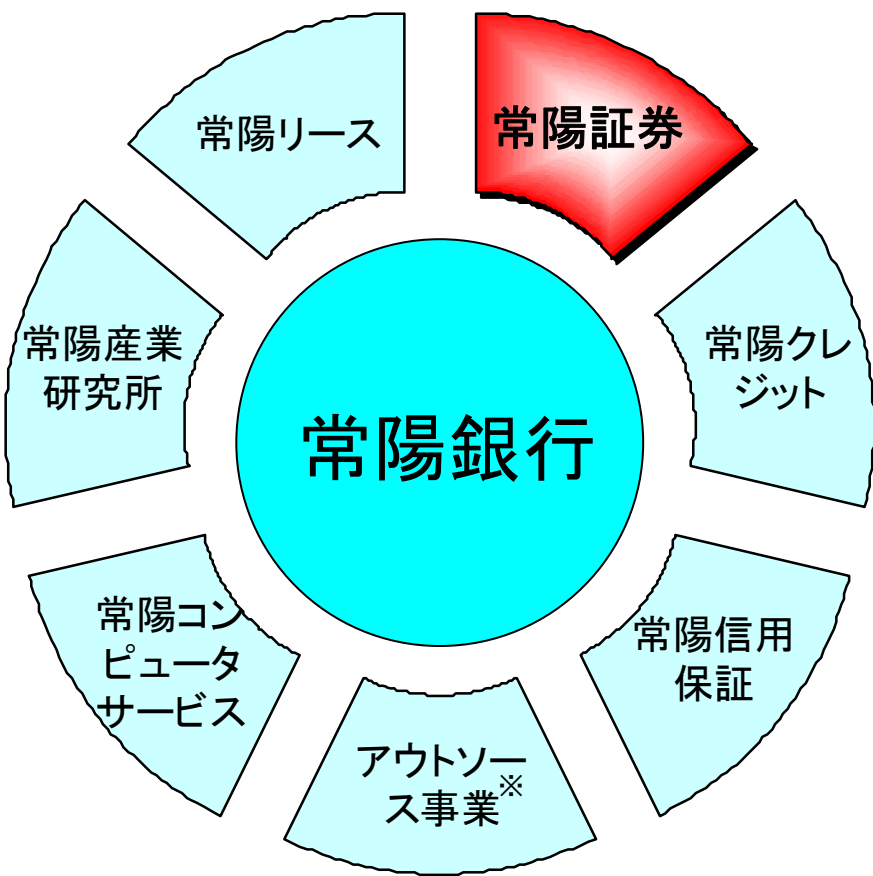 常陽リース
常陽証券
常陽産業
研究所
常陽クレ
ジット
常陽銀行
常陽コン
ピュータ
サービス
常陽信用
保証
アウトソー
ス事業※